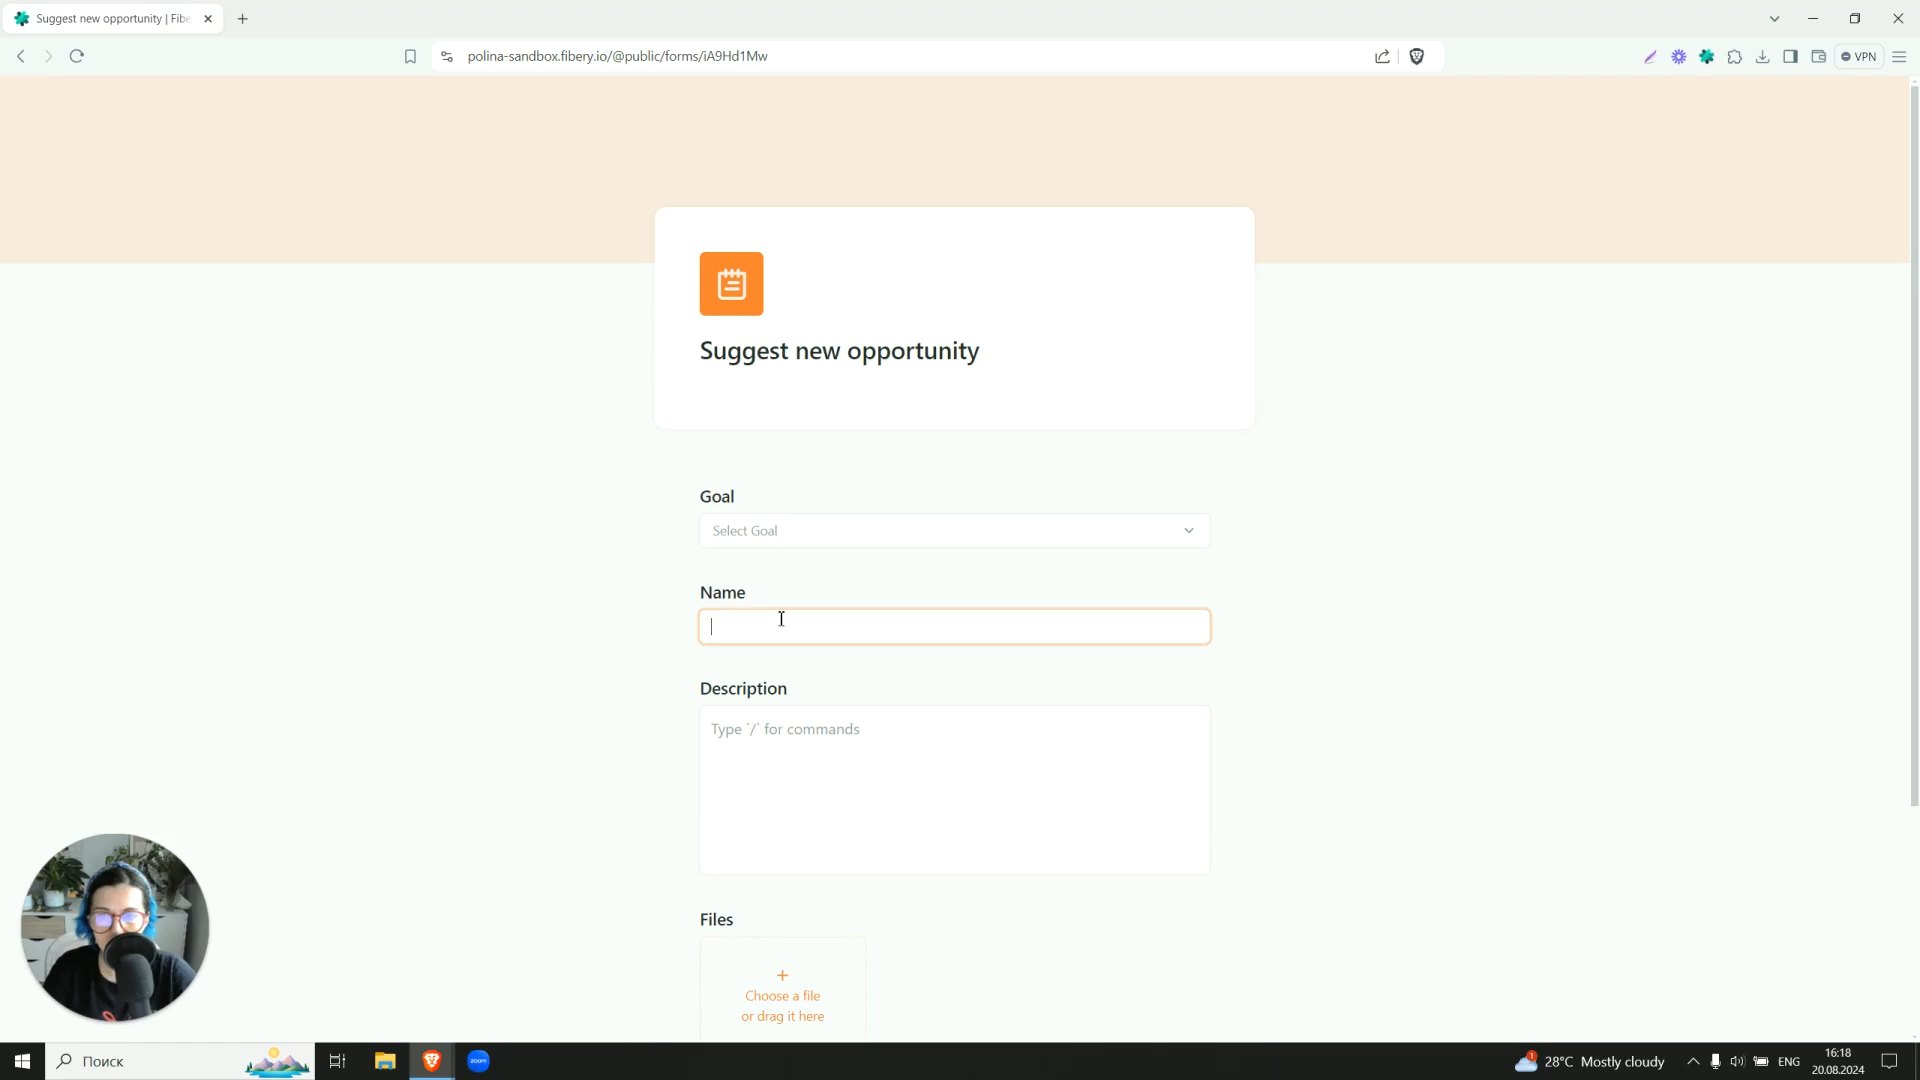 Suggest new opportunity | Fibe
polina-sandbox.fibery.io/@public/forms/iA9Hd1Mw
VPN
Suggest new opportunity
Goal
Select Goal
Name
Description
Type `/` for commands
Files
+
Choose a file
or drag it here
Поиск
zoom
1
28°C Mostly cloudy
ENG
16:18
20.08.2024